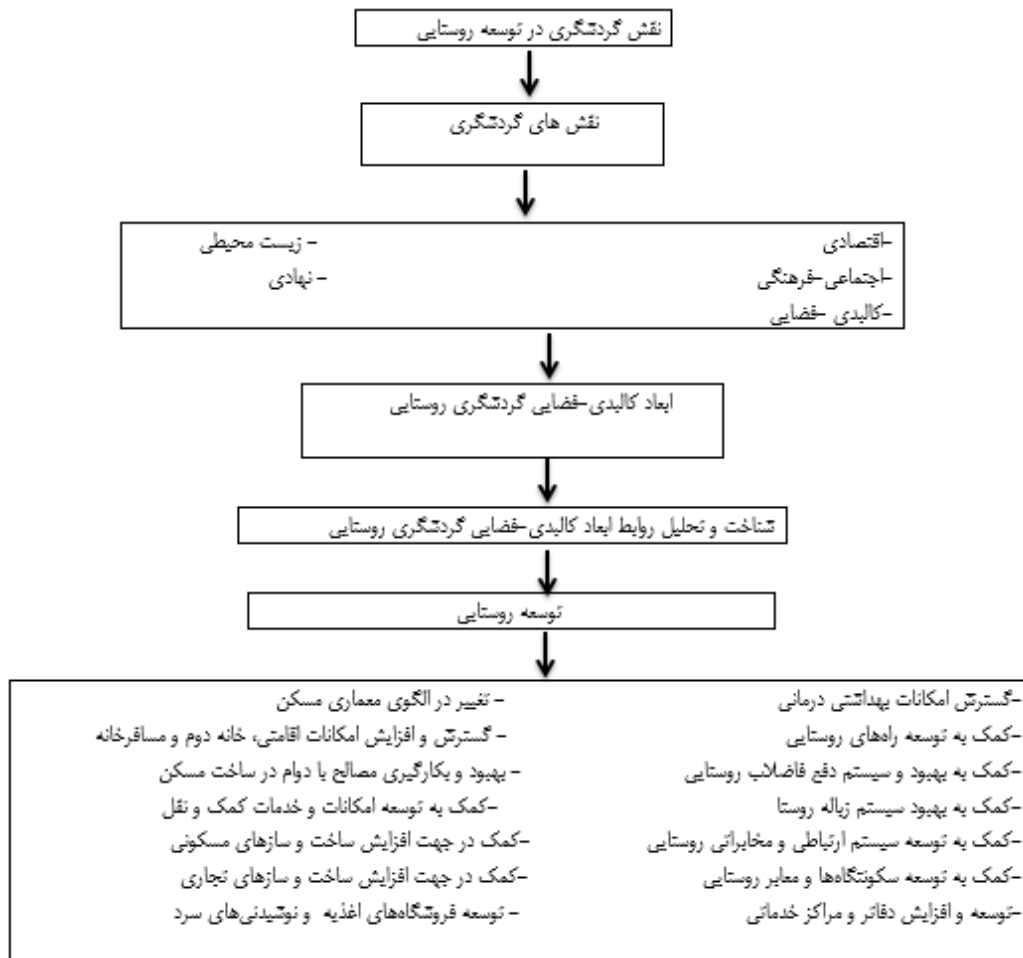 نقش گردشگری در توسعه روستایی
نقش های گردشگری
-اقتصادی
-اجتماعی-فرهنگی
-کالبدی -فضایی
- زیست محیطی
- نهادی
ابعاد کالبدی-فضایی گردشگری روستایی
شناخت و تحلیل روابط ابعاد کالبدی-فضایی گردشگری روستایی
توسعه روستایی
-گسترش امکانات بهداشتی درمانی
-کمک به توسعه راه‌های روستایی
-کمک به بهبود و سیستم دفع فاضلاب روستایی
-کمک به بهبود سیستم زباله روستا
-کمک به توسعه سیستم ارتباطی و مخابراتی روستایی
-کمک به توسعه سکونتگاه‌ها و معابر روستایی
-توسعه و افزایش دفاتر و مراکز خدماتی
- تغییر در الگوی معماری مسکن
- گسترش و افزایش امکانات اقامتی، خانه دوم و مسافرخانه
- بهبود و بکارگیری مصالح با دوام در ساخت مسکن
-کمک به توسعه امکانات و خدمات کمک و نقل
-کمک در جهت افزایش ساخت و سازهای مسکونی
-کمک در جهت افزایش ساخت و سازهای تجاری
- توسعه فروشگاه‌های اغذیه و نوشیدنی‌های سرد